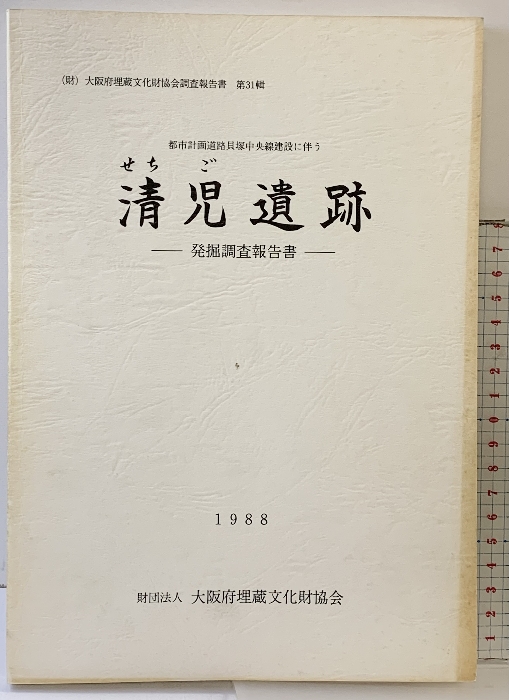 （財）大阪府埋蔵文化財協会調査報告書 第31輯
都市計画道路貝塚中央線建設に伴う
せちご
清児遺跡
― 発掘調査報告書 ―
1988
財団法人 大阪府埋蔵文化財協会